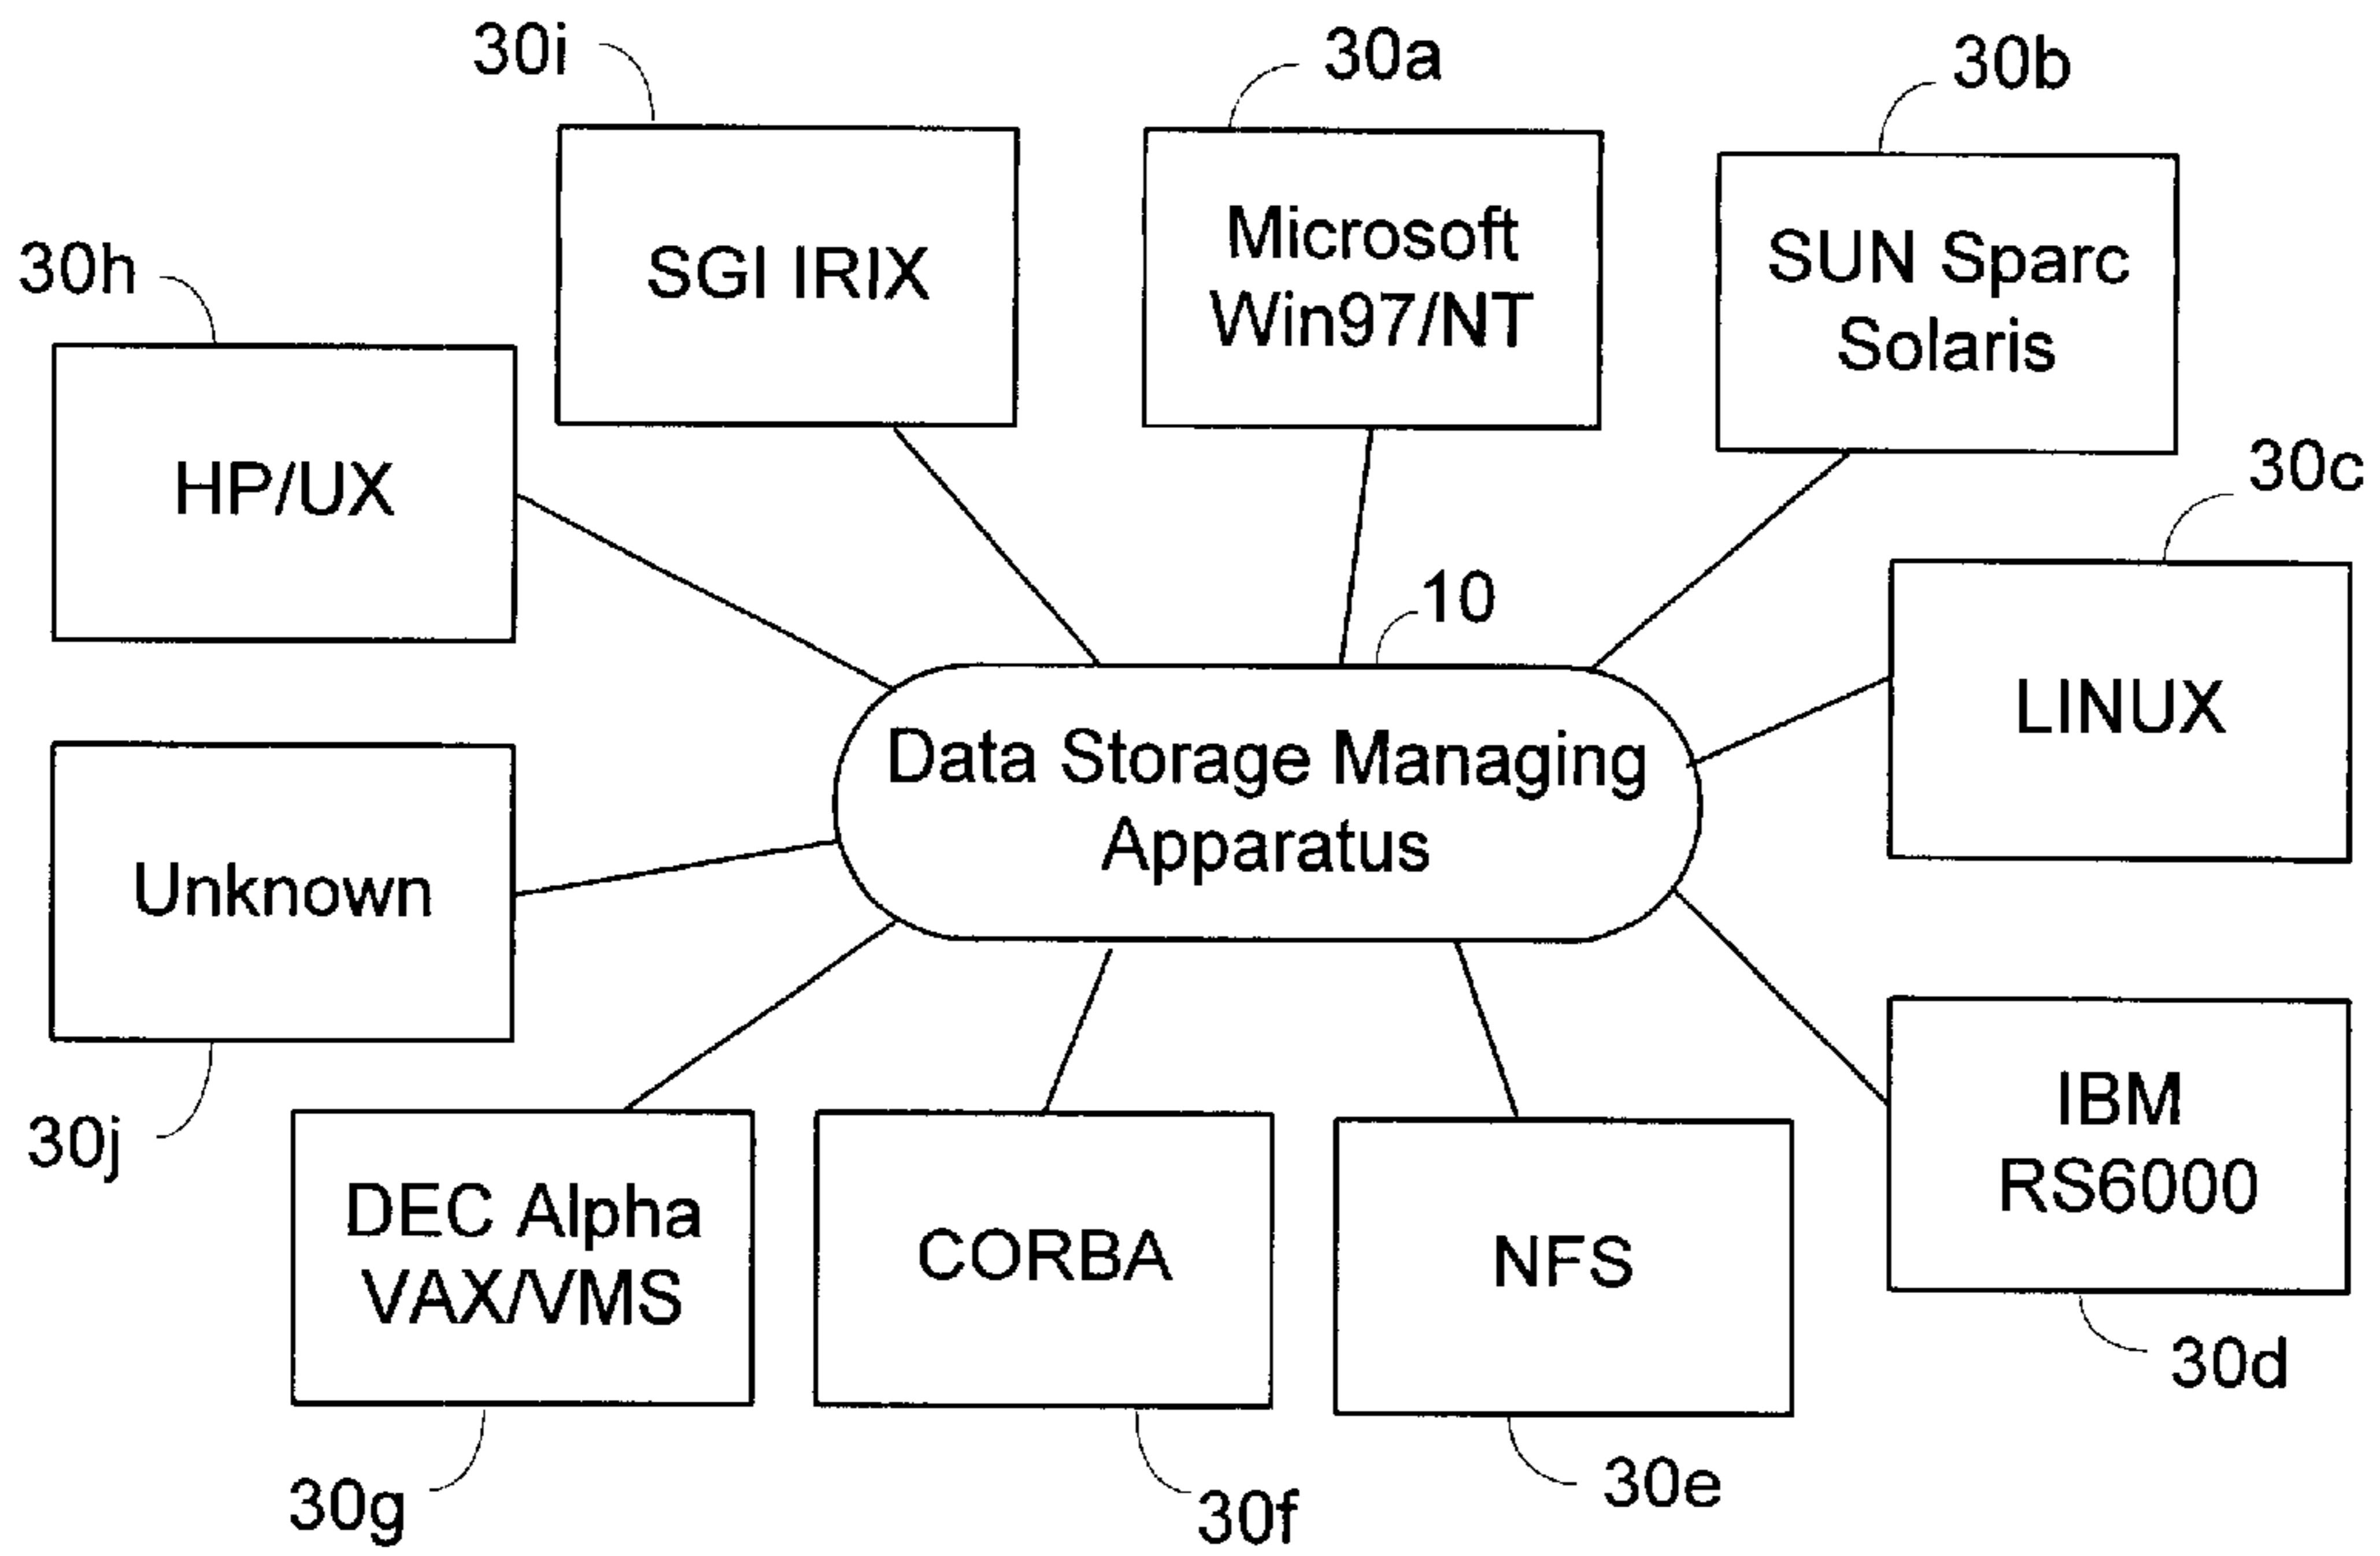 30i
30a
30b
SGI IRIX
Microsoft
Win97/NT
SUN Sparc
Solaris
30h
HP/UX
30c
10
LINUX
Data Storage Managing
Apparatus
Unknown
30j
IBM
RS6000
DEC Alpha
VAX/VMS
CORBA
NFS
30d
30g
30f
30e